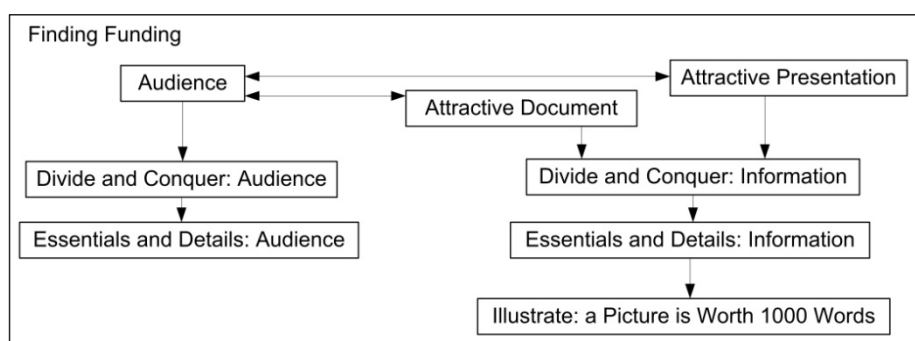 Finding Funding
Audience
Attractive Presentation
Attractive Document
Divide and Conquer: Audience
Divide and Conquer: Information
Essentials and Details: Audience
Essentials and Details: Information
Illustrate: a Picture is Worth 1000 Words